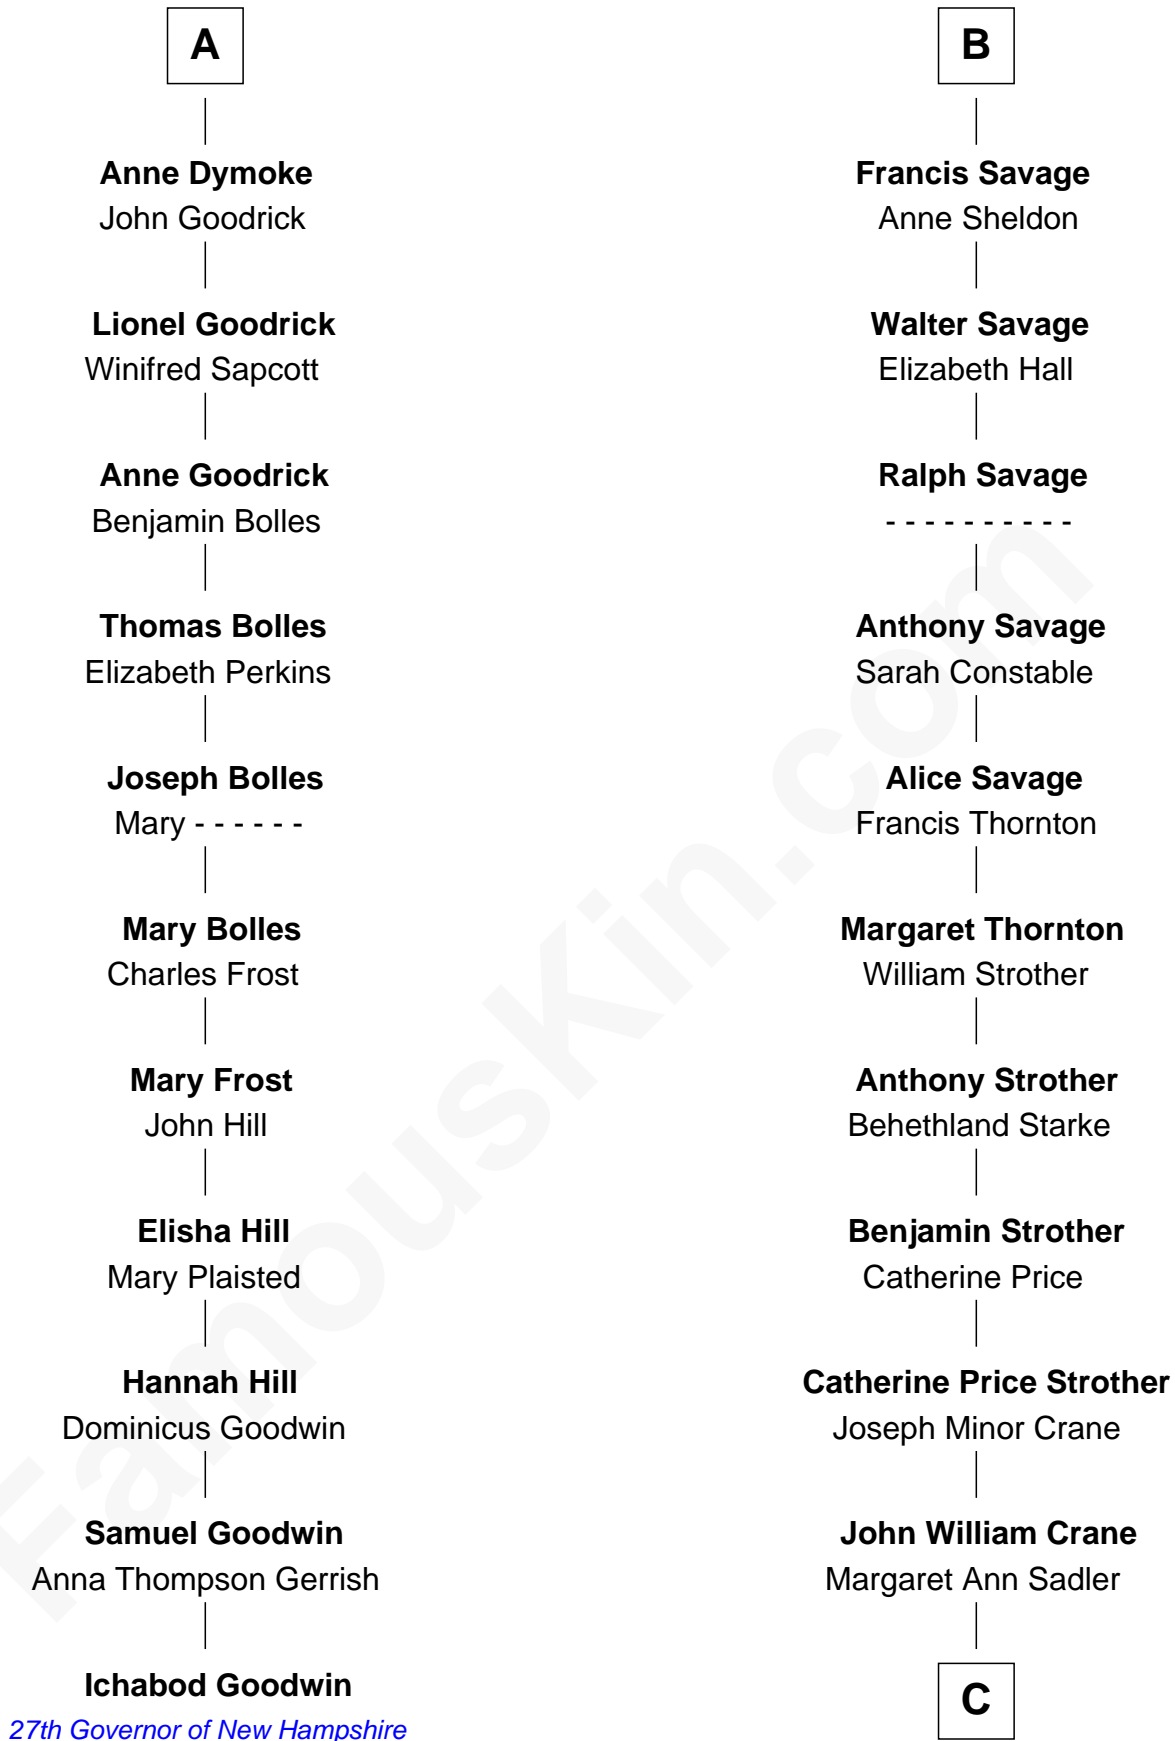 A
Anne Dymoke
John Goodrick
Lionel Goodrick
Winifred Sapcott
Anne Goodrick
Benjamin Bolles
Thomas Bolles
Elizabeth Perkins
Joseph Bolles
Mary - - - - - -
Mary Bolles
Charles Frost
Mary Frost
John Hill
Elisha Hill
Mary Plaisted
Hannah Hill
Dominicus Goodwin
Samuel Goodwin
Anna Thompson Gerrish
Ichabod Goodwin
27th Governor of New Hampshire
B
Francis Savage
Anne Sheldon
Walter Savage
Elizabeth Hall
Ralph Savage
- - - - - - - - - -
Anthony Savage
Sarah Constable
Alice Savage
Francis Thornton
Margaret Thornton
William Strother
Anthony Strother
Behethland Starke
Benjamin Strother
Catherine Price
Catherine Price Strother
Joseph Minor Crane
John William Crane
Margaret Ann Sadler
C
FamousKin.com